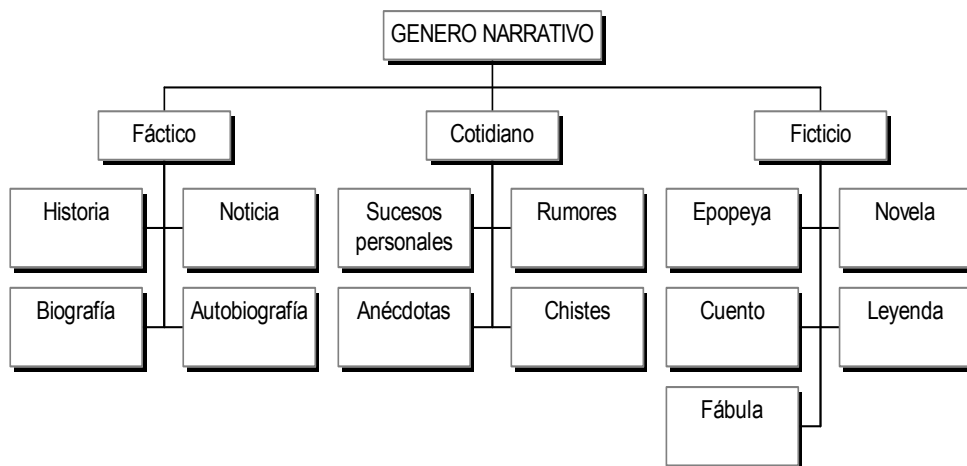 GENERO NARRATIVO
Fáctico
Cotidiano
Ficticio
Historia
Noticia
Sucesos
personales
Rumores
Epopeya
Novela
Biografía
Autobiografía
Anécdotas
Chistes
Cuento
Leyenda
Fábula